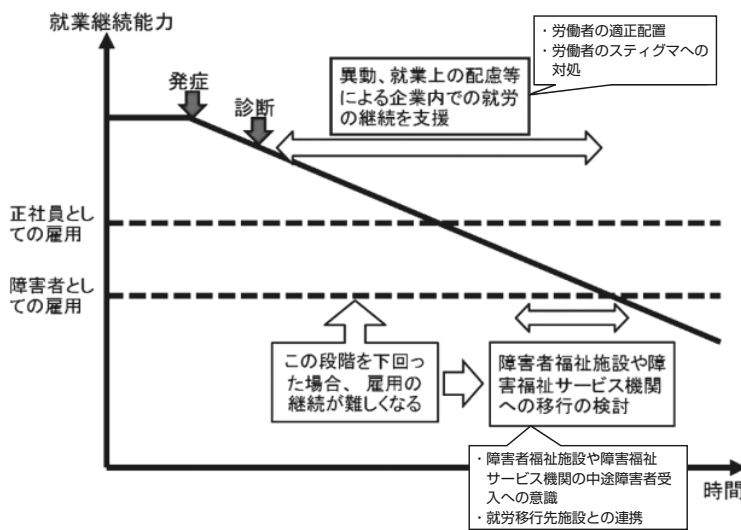 就業継続能力
・労働者の適正配置
・労働者のスティグマへの
対処
発症
診断
異動、就業上の配慮等
による企業内での就労
の継続を支援
正社員とし
ての雇用
障害者とし
ての雇用
この段階を下回っ
た場合、雇用の
継続が難しくなる
障害者福祉施設や障
害福祉サービス機関
への移行の検討
・障害者福祉施設や障害福祉
サービス機関の中途障害者受
入への意識
・就労移行先施設との連携
時間